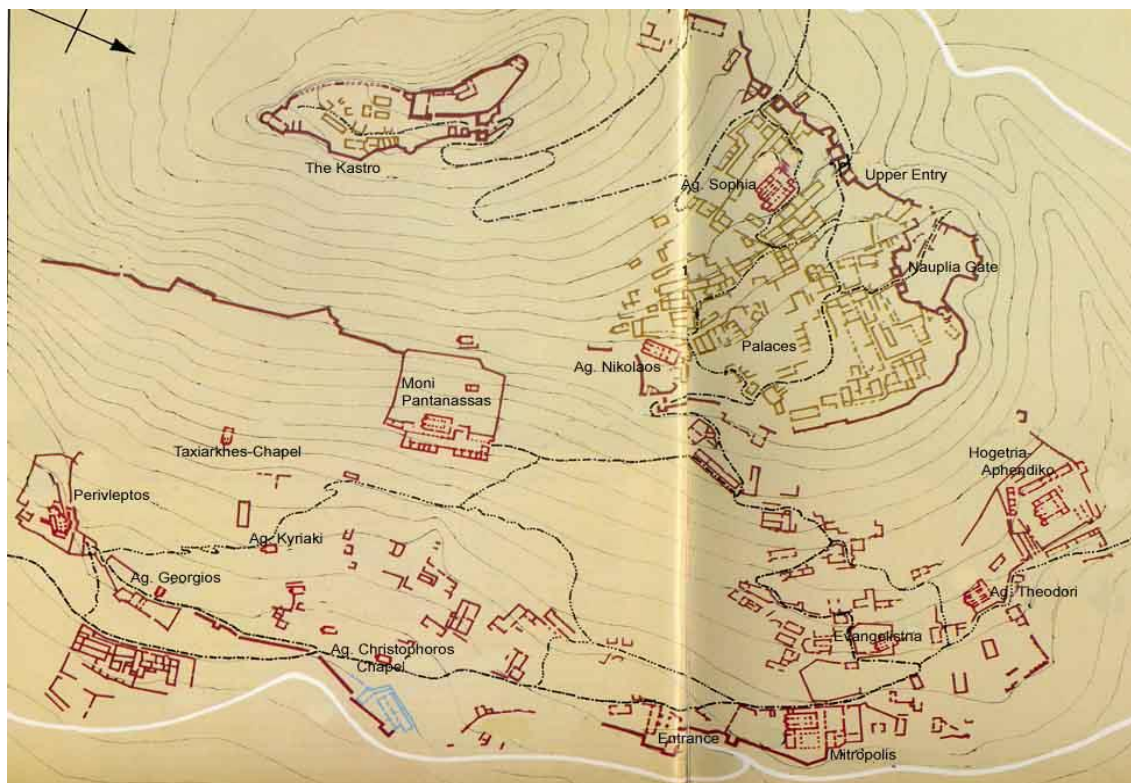 The Kastro
Ag. Sophia
Upper Entry
Nauplia Gate
1
Palaces
Ag. Nikolaos
Moni
Pantanassas
Taxiarkhes-Chapel
Hogetria-
Aphendiko
Perivleptos
Ag. Kyriaki
Ag. Georgios
Ag. Theodori
Evangelistria
Ag. Christophoros
Chapel
Entrance
Mitropolis